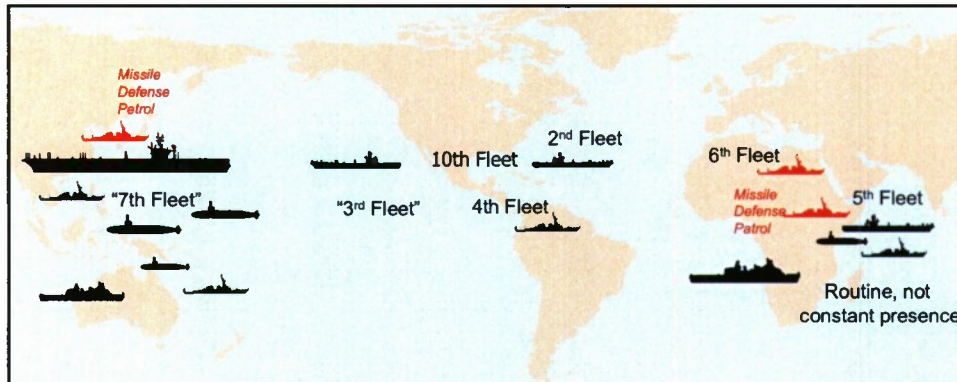 Missile
Defense
Petrol
"7th Fleet"
"3rd Fleet"
10th Fleet
2nd Fleet
4th Fleet
6th Fleet
Missile
Defense
Patrol
5th Fleet
Routine, not
constant presence